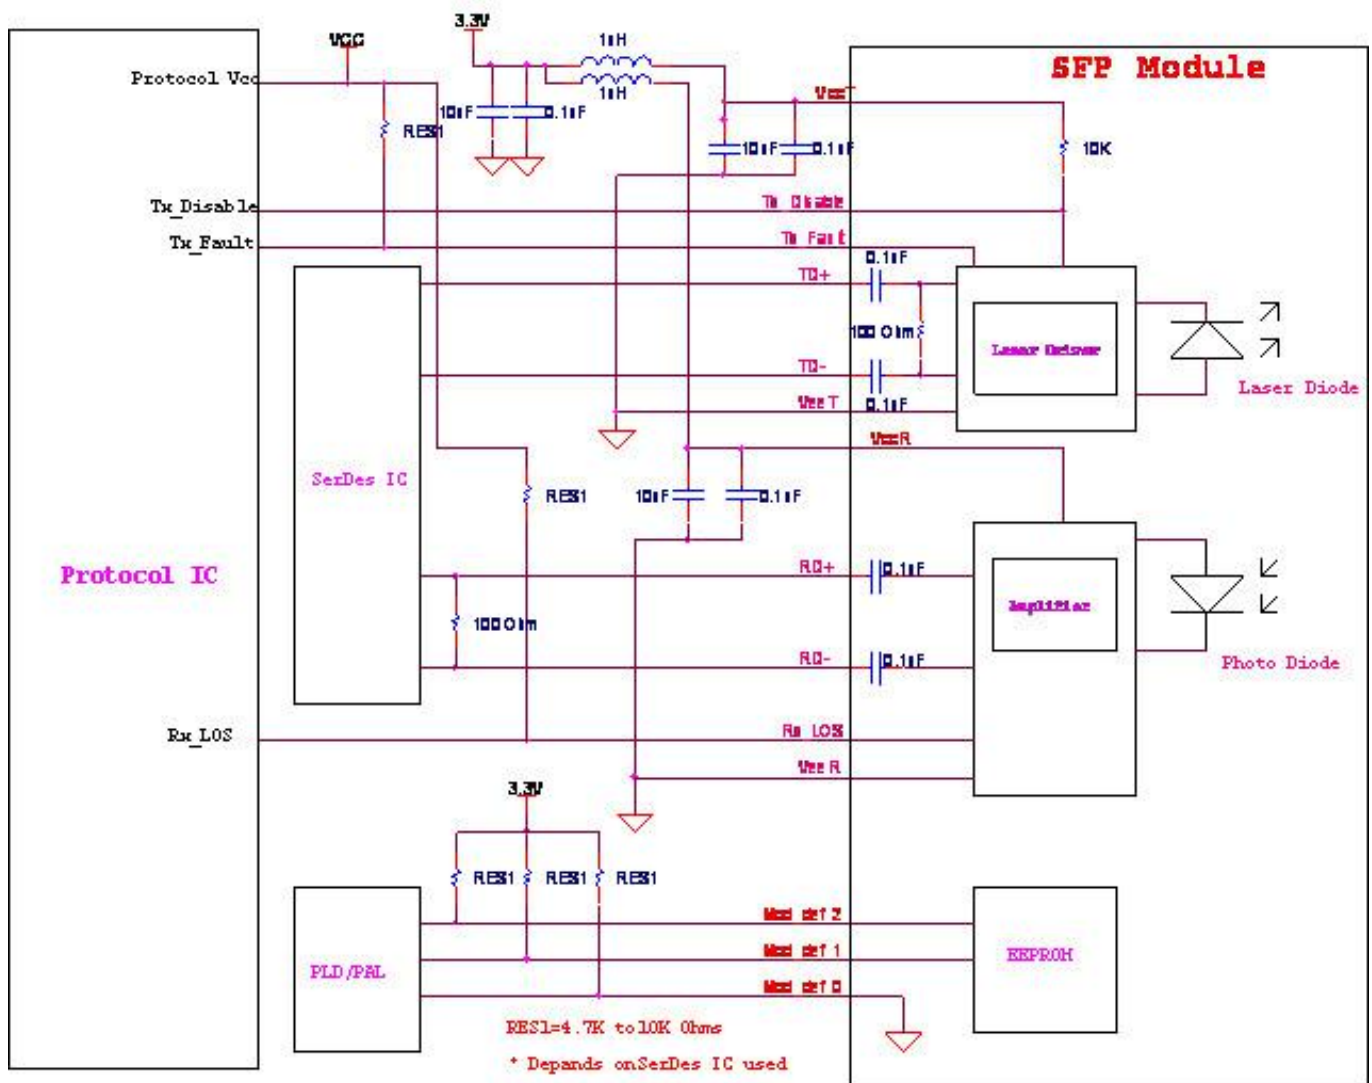 3.3V
VCC
1uH
SFP Module
Protocol Vcc
1uH
VccT
10uF
0.1uF
RES1
10uF
0.1uF
10K
Tx_Disable
Tx Disable
Tx_Fault
Tx Fault
0.1uF
TD+
100 Ohm
Laser Driver
TD-
Laser Diode
VeeT
0.1uF
VccR
SerDes IC
RES1
10uF
0.1uF
Protocol IC
RD+
0.1uF
Amplifier
100 Ohm
RD-
0.1uF
Photo Diode
Rx_LOS
Rx LOS
VeeR
3.3V
RES1
RES1
RES1
Mod def 2
PLD/PAL
Mod def 1
EEPROM
Mod def 0
RES1=4.7K to10K Ohms
* Depands onSerDes IC used